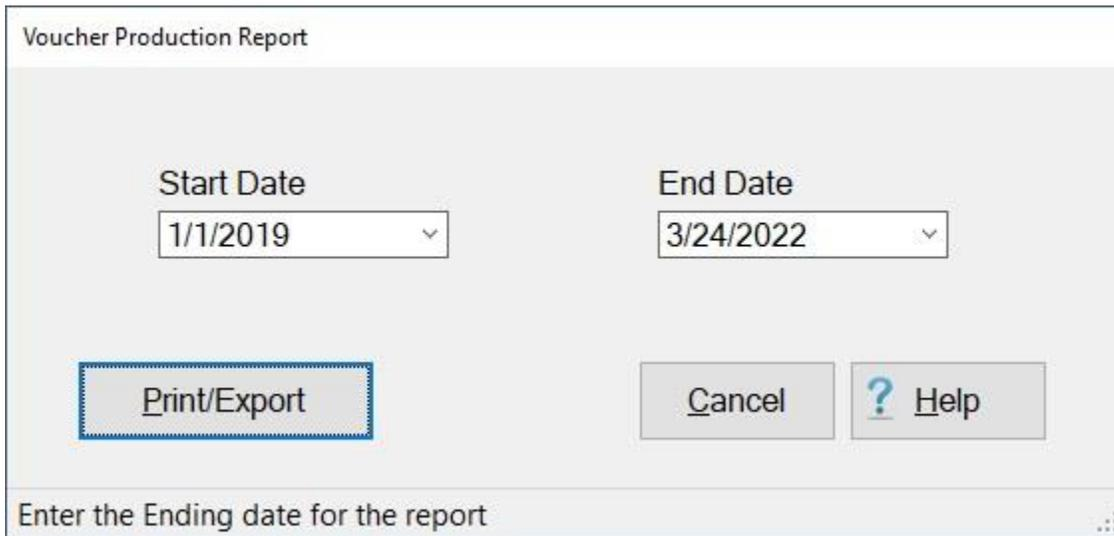 Voucher Production Report
Start Date End Date
1/1/2019 3/24/2022
Print/Export Cancel ? Help
Enter the Ending date for the report